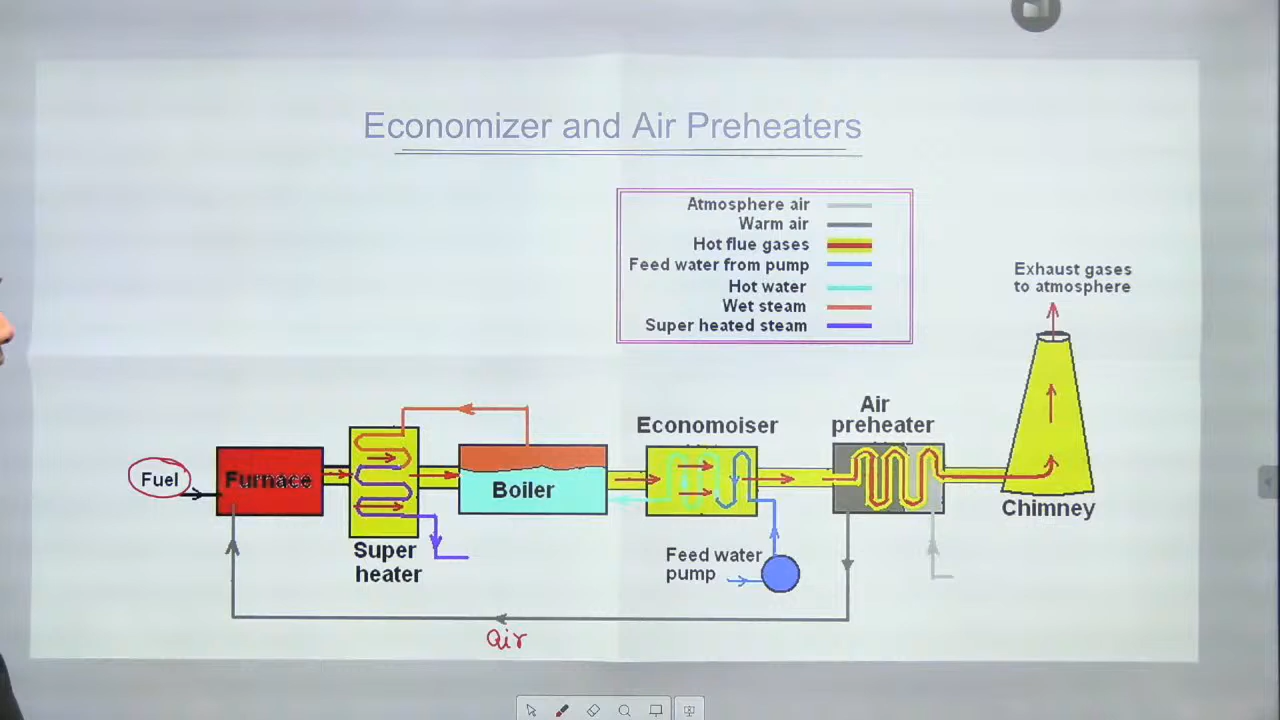 Economizer and Air Preheaters
Atmosphere air
Warm air
Hot flue gases
Feed water from pump
Hot water
Wet steam
Super heated steam
Exhaust gases
to atmosphere
Air
preheater
Economoiser
Fuel
Furnace
Boiler
Chimney
Super
heater
Feed water
pump
air